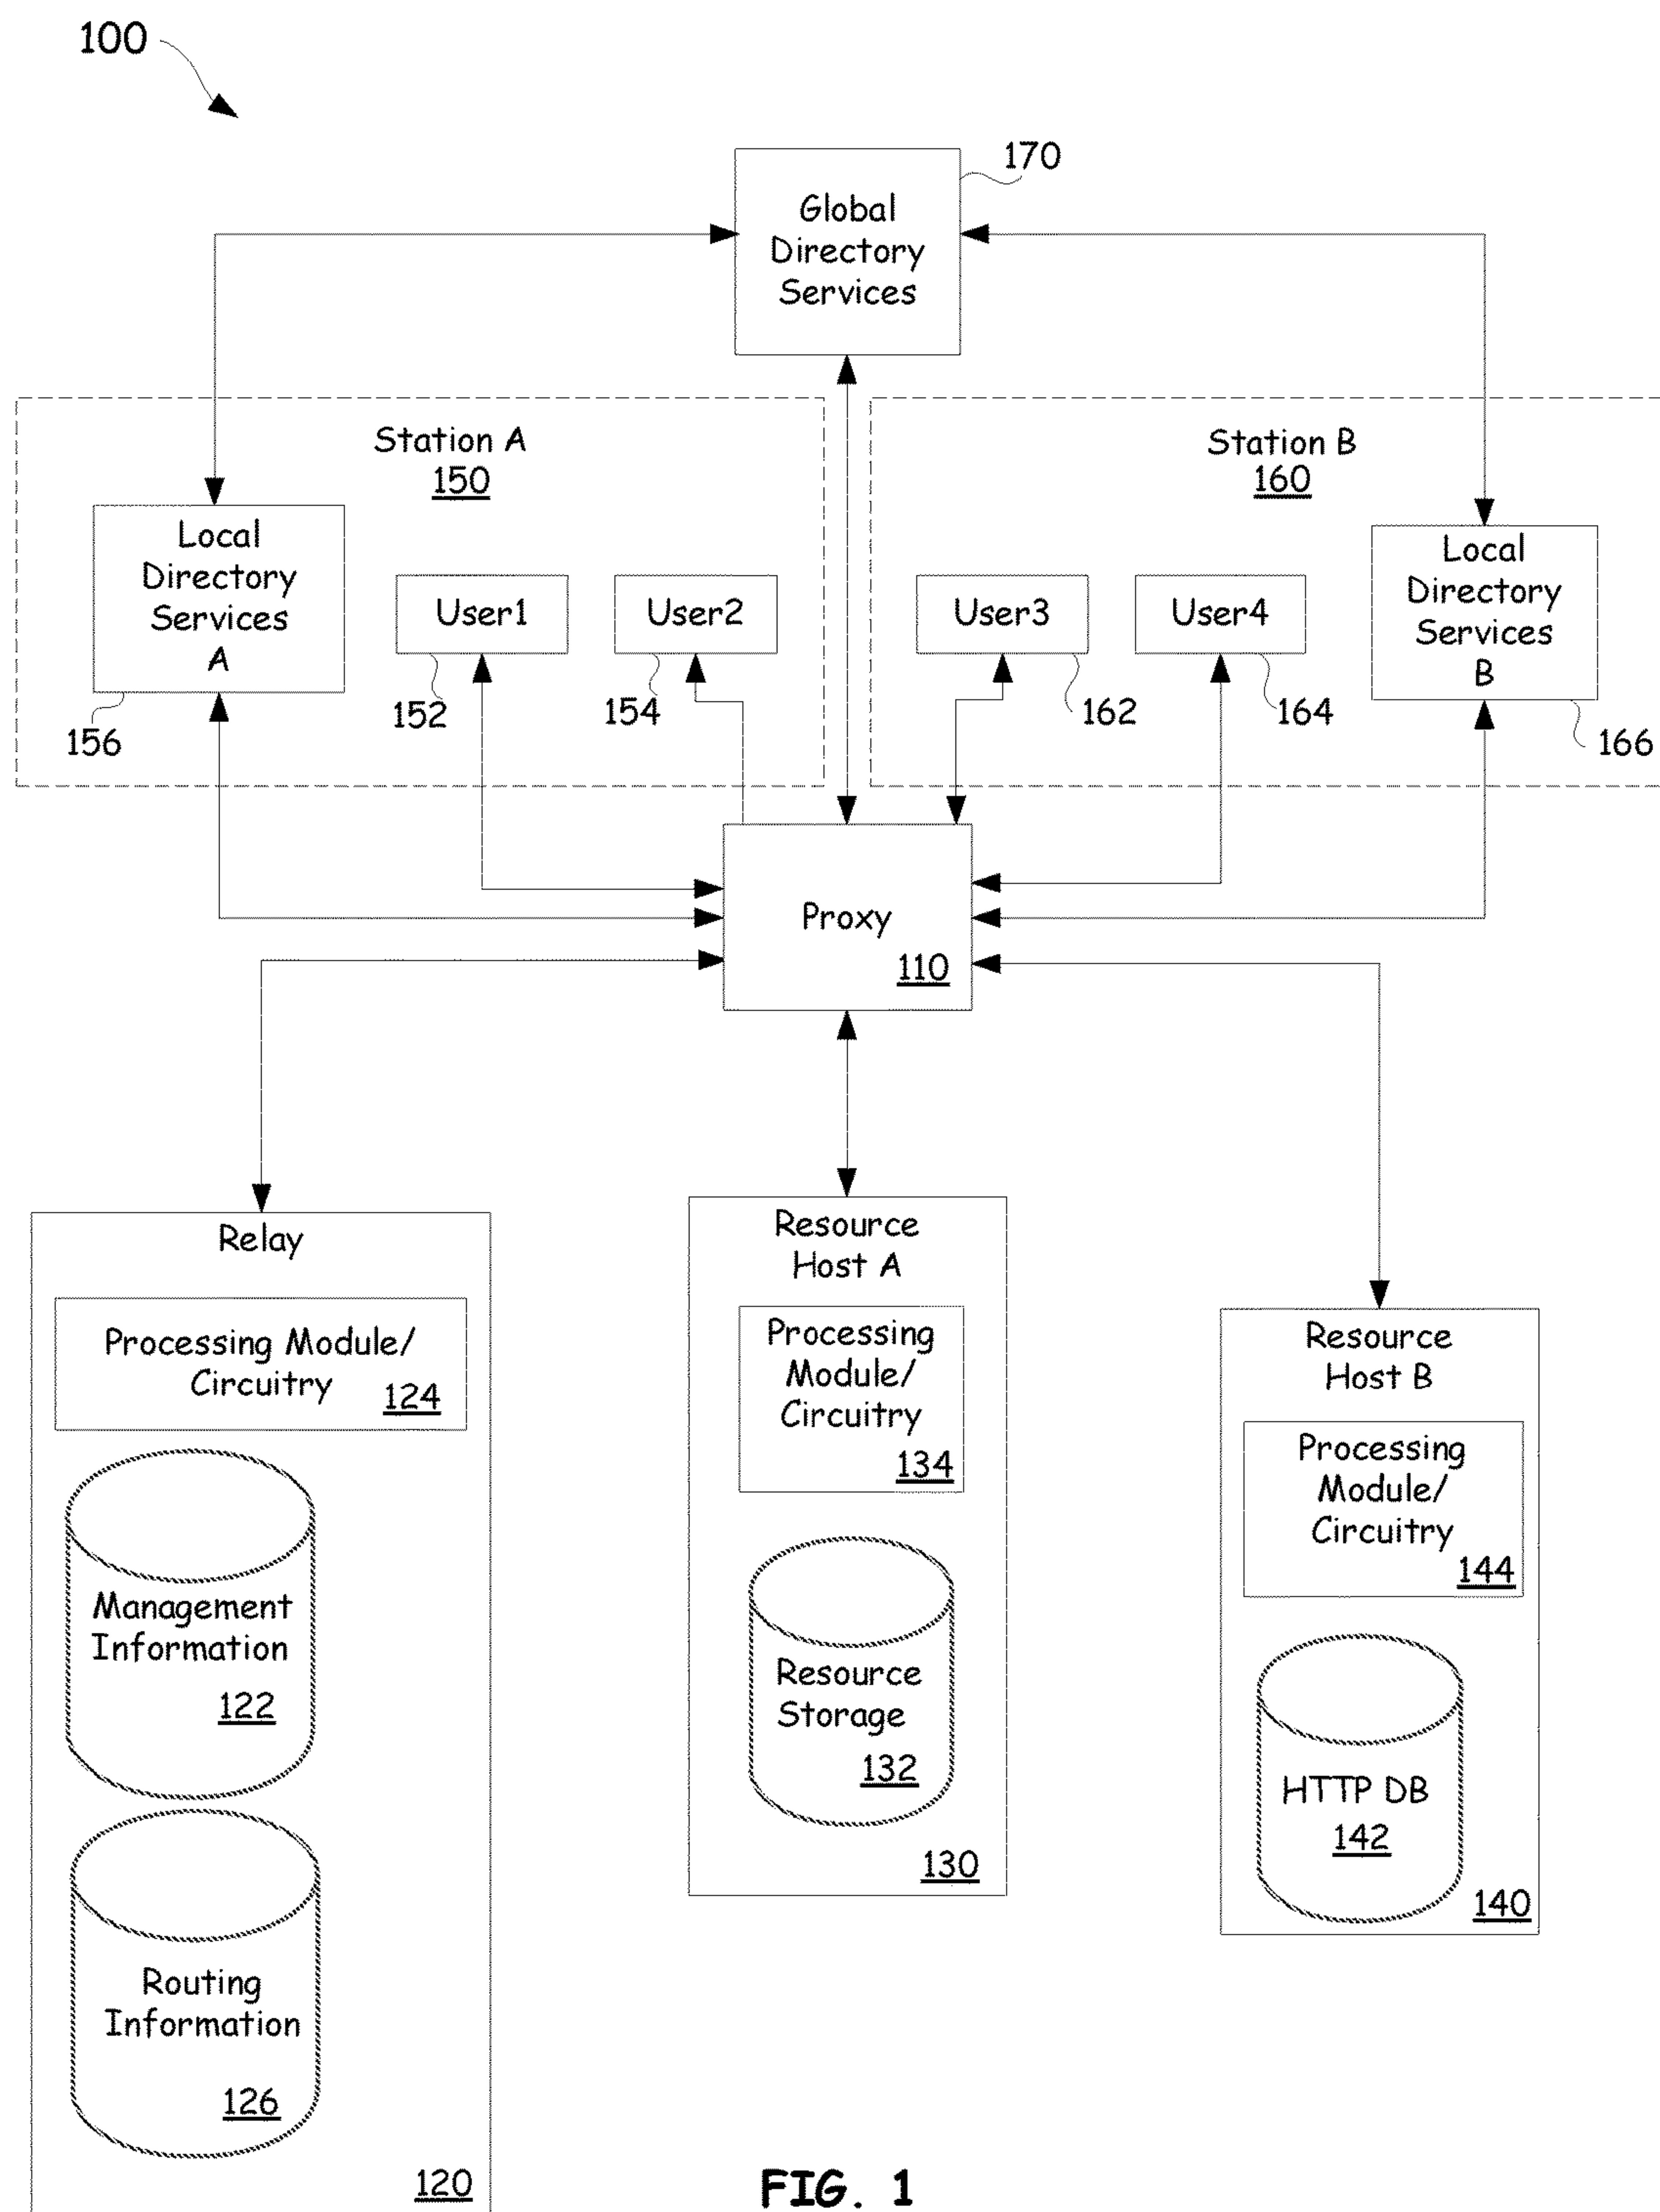 100
170
Global
Directory
Services
Station A
150
Station B
160
Local
Directory
Services
A
156
User1
152
User2
154
User3
162
User4
164
Local
Directory
Services
B
166
Proxy
110
Relay
Processing Module/
Circuitry
124
Management
Information
122
Routing
Information
126
120
Resource
Host A
Processing
Module/
Circuitry
134
Resource
Storage
132
130
Resource
Host B
Processing
Module/
Circuitry
144
HTTP DB
142
140
FIG. 1